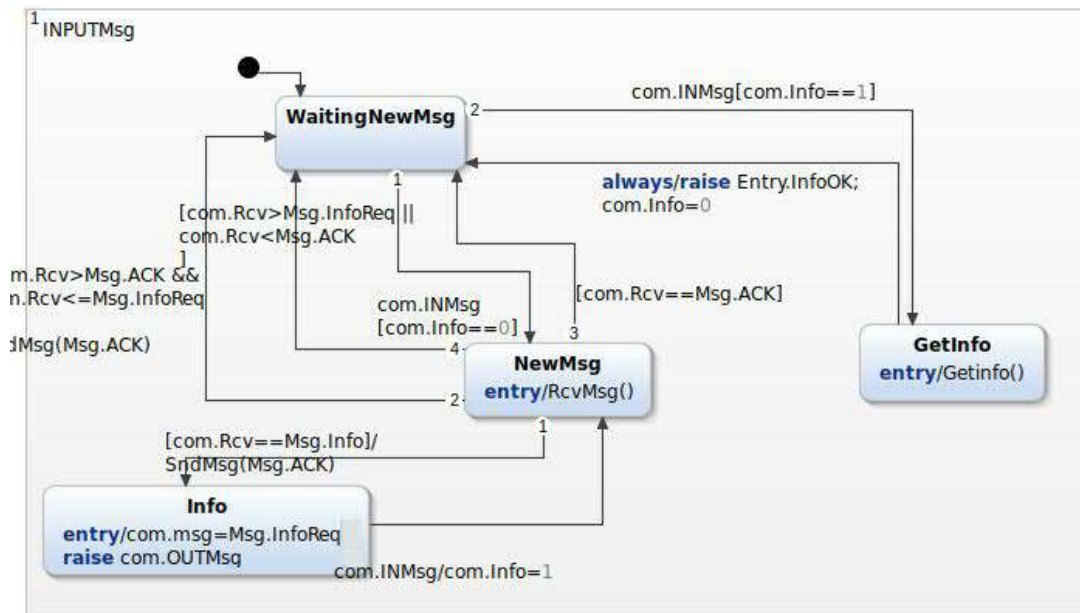 1
INPUTMsg
com.INMsg[com.Info==1]
2
WaitingNewMsg
1
always/raise Entry.InfoOK;
com.Info=0
[com.Rcv>Msg.InfoReq ||
com.Rcv<Msg.ACK
]
m.Rcv>Msg.ACK &&
m.Rcv<=Msg.InfoReq
dMsg(Msg.ACK)
com.INMsg
[com.Info==0]
[com.Rcv==Msg.ACK]
3
4
NewMsg
entry/RcvMsg()
2
1
GetInfo
entry/Getinfo()
[com.Rcv==Msg.Info]/
SndMsg(Msg.ACK)
Info
entry/com.msg=Msg.InfoReq
raise com.OUTMsg
com.INMsg/com.Info=1